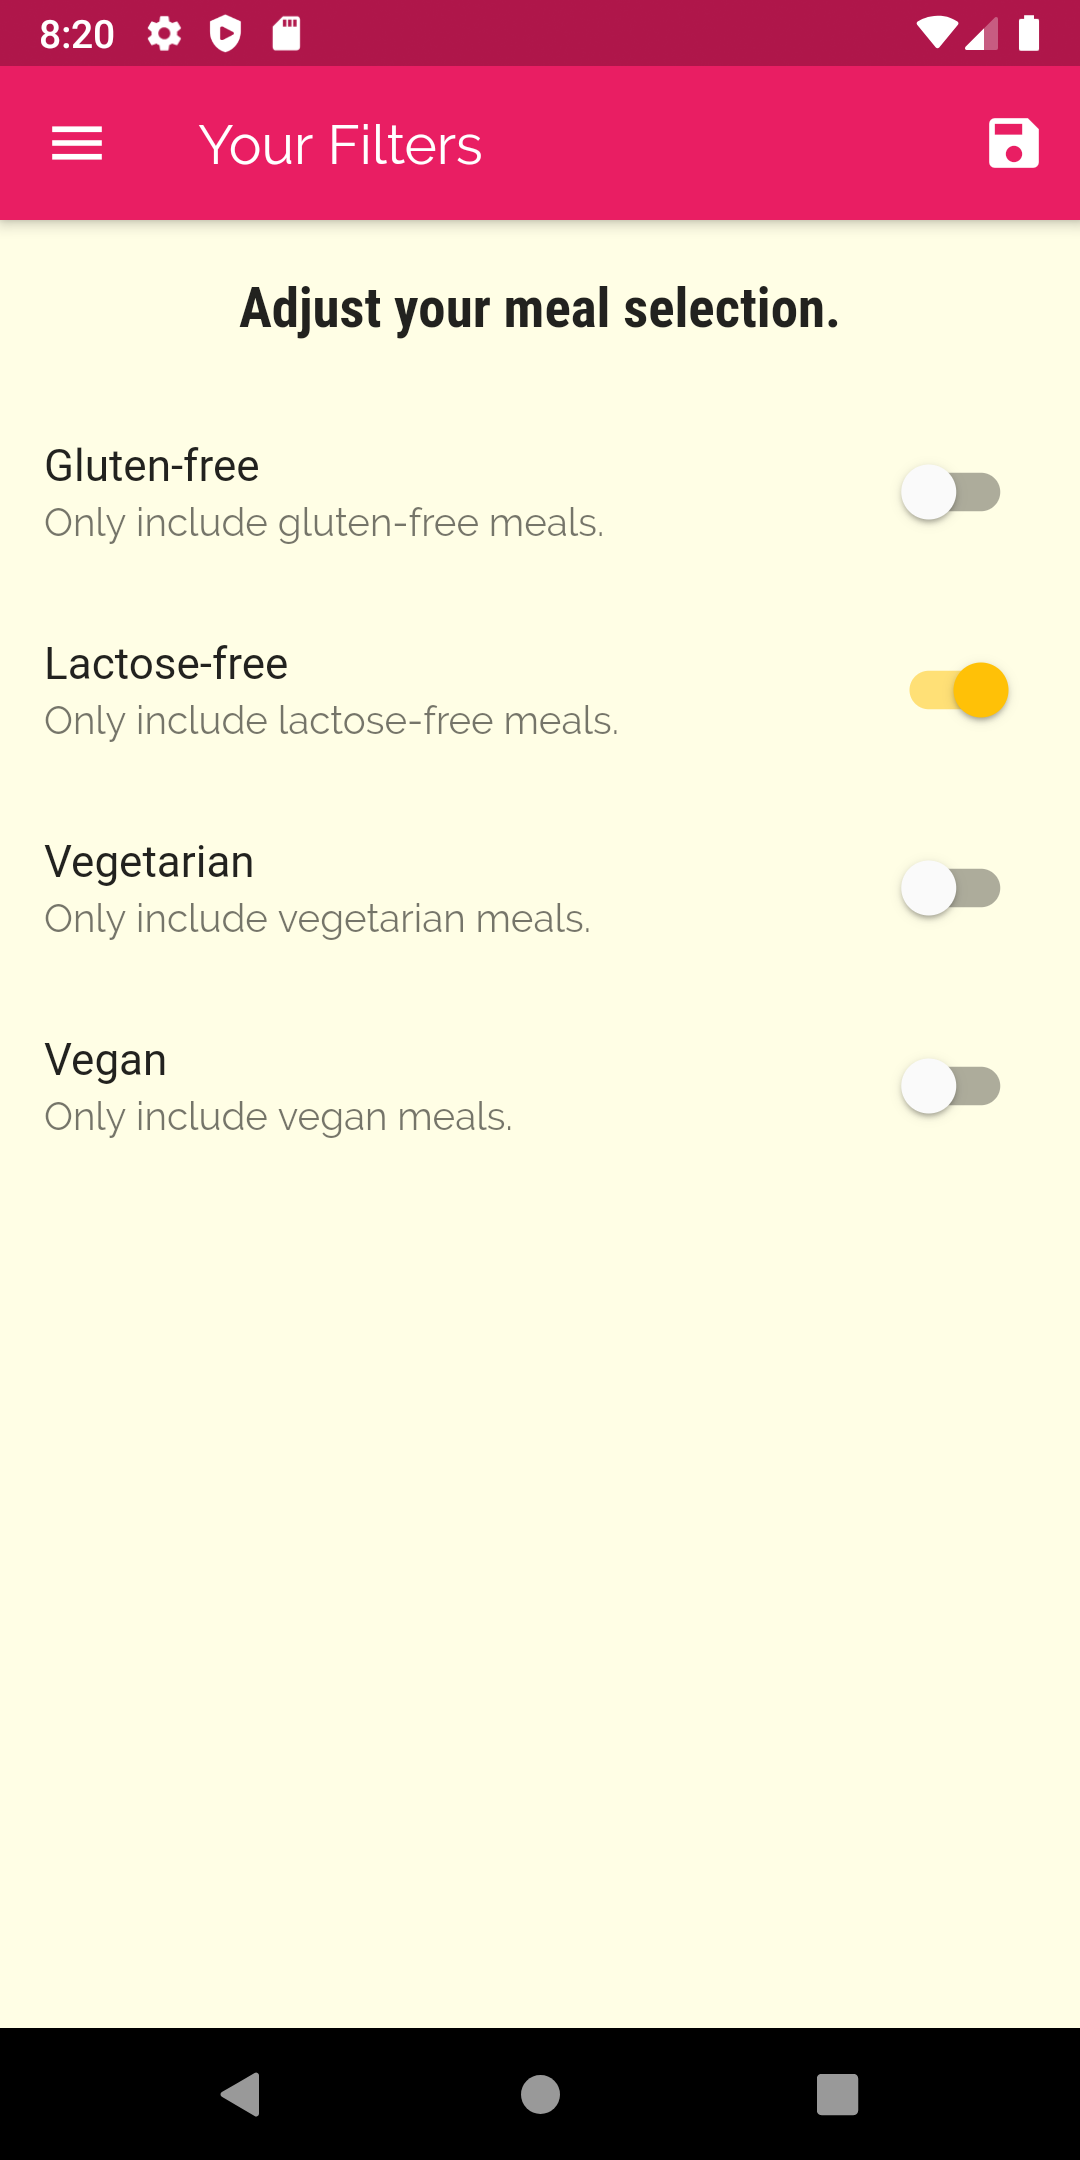 8:20
Your Filters
Adjust your meal selection.
Gluten-free
Only include gluten-free meals.
Lactose-free
Only include lactose-free meals.
Vegetarian
Only include vegetarian meals.
Vegan
Only include vegan meals.